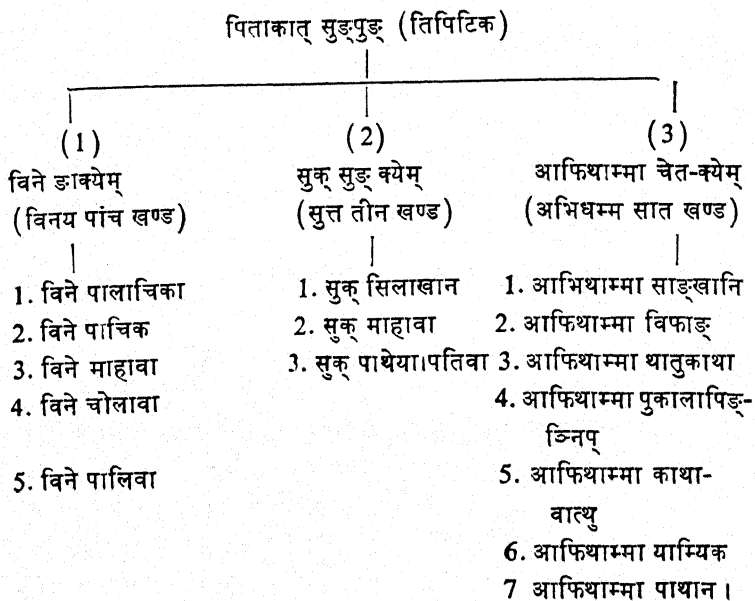 पिताकात् सुङ्पुङ् (तिपिटिक)
(1)
विने ङाक्येम्
(विनय पांच खण्ड)
1. विने पालाचिका
2. विने पाचिक
3. विने माहावा
4. विने चोलावा
5. विने पालिवा
(2)
सुक् सुङ् क्येम्
(सुत्त तीन खण्ड)
1. सुक् सिलाखान
2. सुक् माहावा
3. सुक् पाथेया।पतिवा
(3)
आफिथाम्मा चेत-क्येम्
(अभिधम्म सात खण्ड)
1. आभिथाम्मा साङ्खानि
2. आफिथाम्मा विफाङ्
3. आफिथाम्मा थातुकाथा
4. आफिथाम्मा पुकालापिङ्-
ञ्निप्
5. आफिथाम्मा काथा-
वात्थु
6. आफिथाम्मा याम्यिक
7 आफिथाम्मा पाथान।